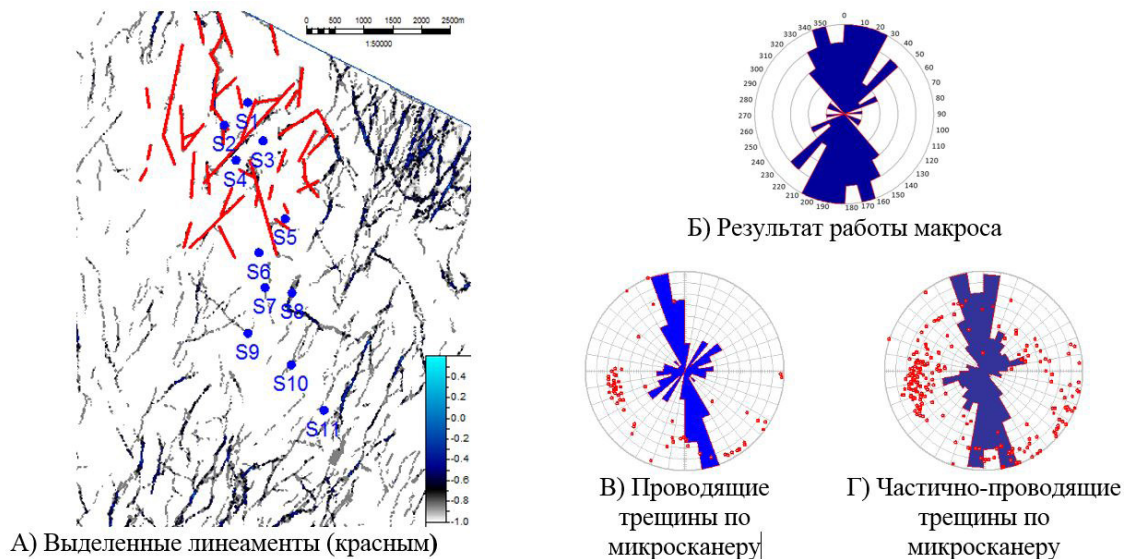 0 500 1000 1500 2000 2500m
1:50000
S1
S2
S3
S4
S5
S6
S7
S8
S9
S10
S11
0.4
0.2
0.0
-0.2
-0.4
-0.6
-0.8
-1.0
А) Выделенные линеаменты (красным)
0
10
20
30
40
50
60
70
80
90
100
110
120
130
140
150
160
170
180
190
200
210
220
230
240
250
260
270
280
290
300
310
320
330
340
350
Б) Результат работы макроса
В) Проводящие
трещины по
микросканеру
Г) Частично-проводящие
трещины по
микросканеру